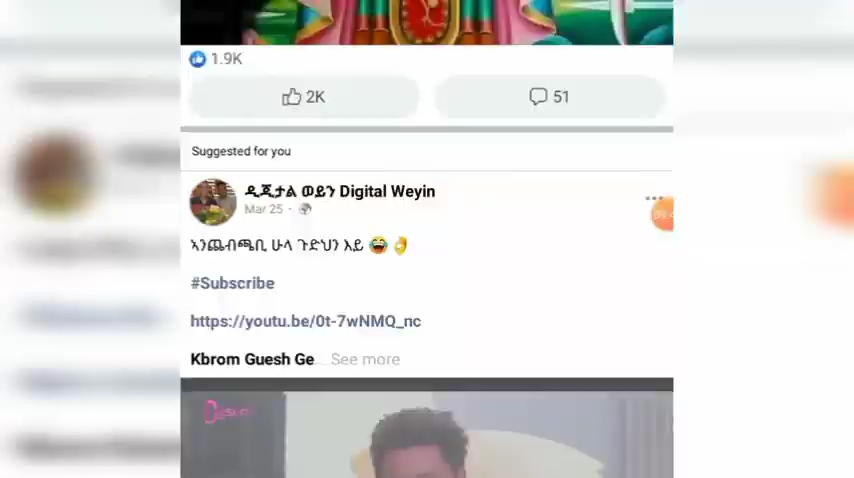 1.9K
2K
51
Suggested for you
ዲጂታል ወይን Digital Weyin
Mar 25
ኣንጨብጫቢ ሁላ ጉድህን እይ 😂👌
#Subscribe
https://youtu.be/0t-7wNMQ_nc
Kbrom Guesh Ge... See more